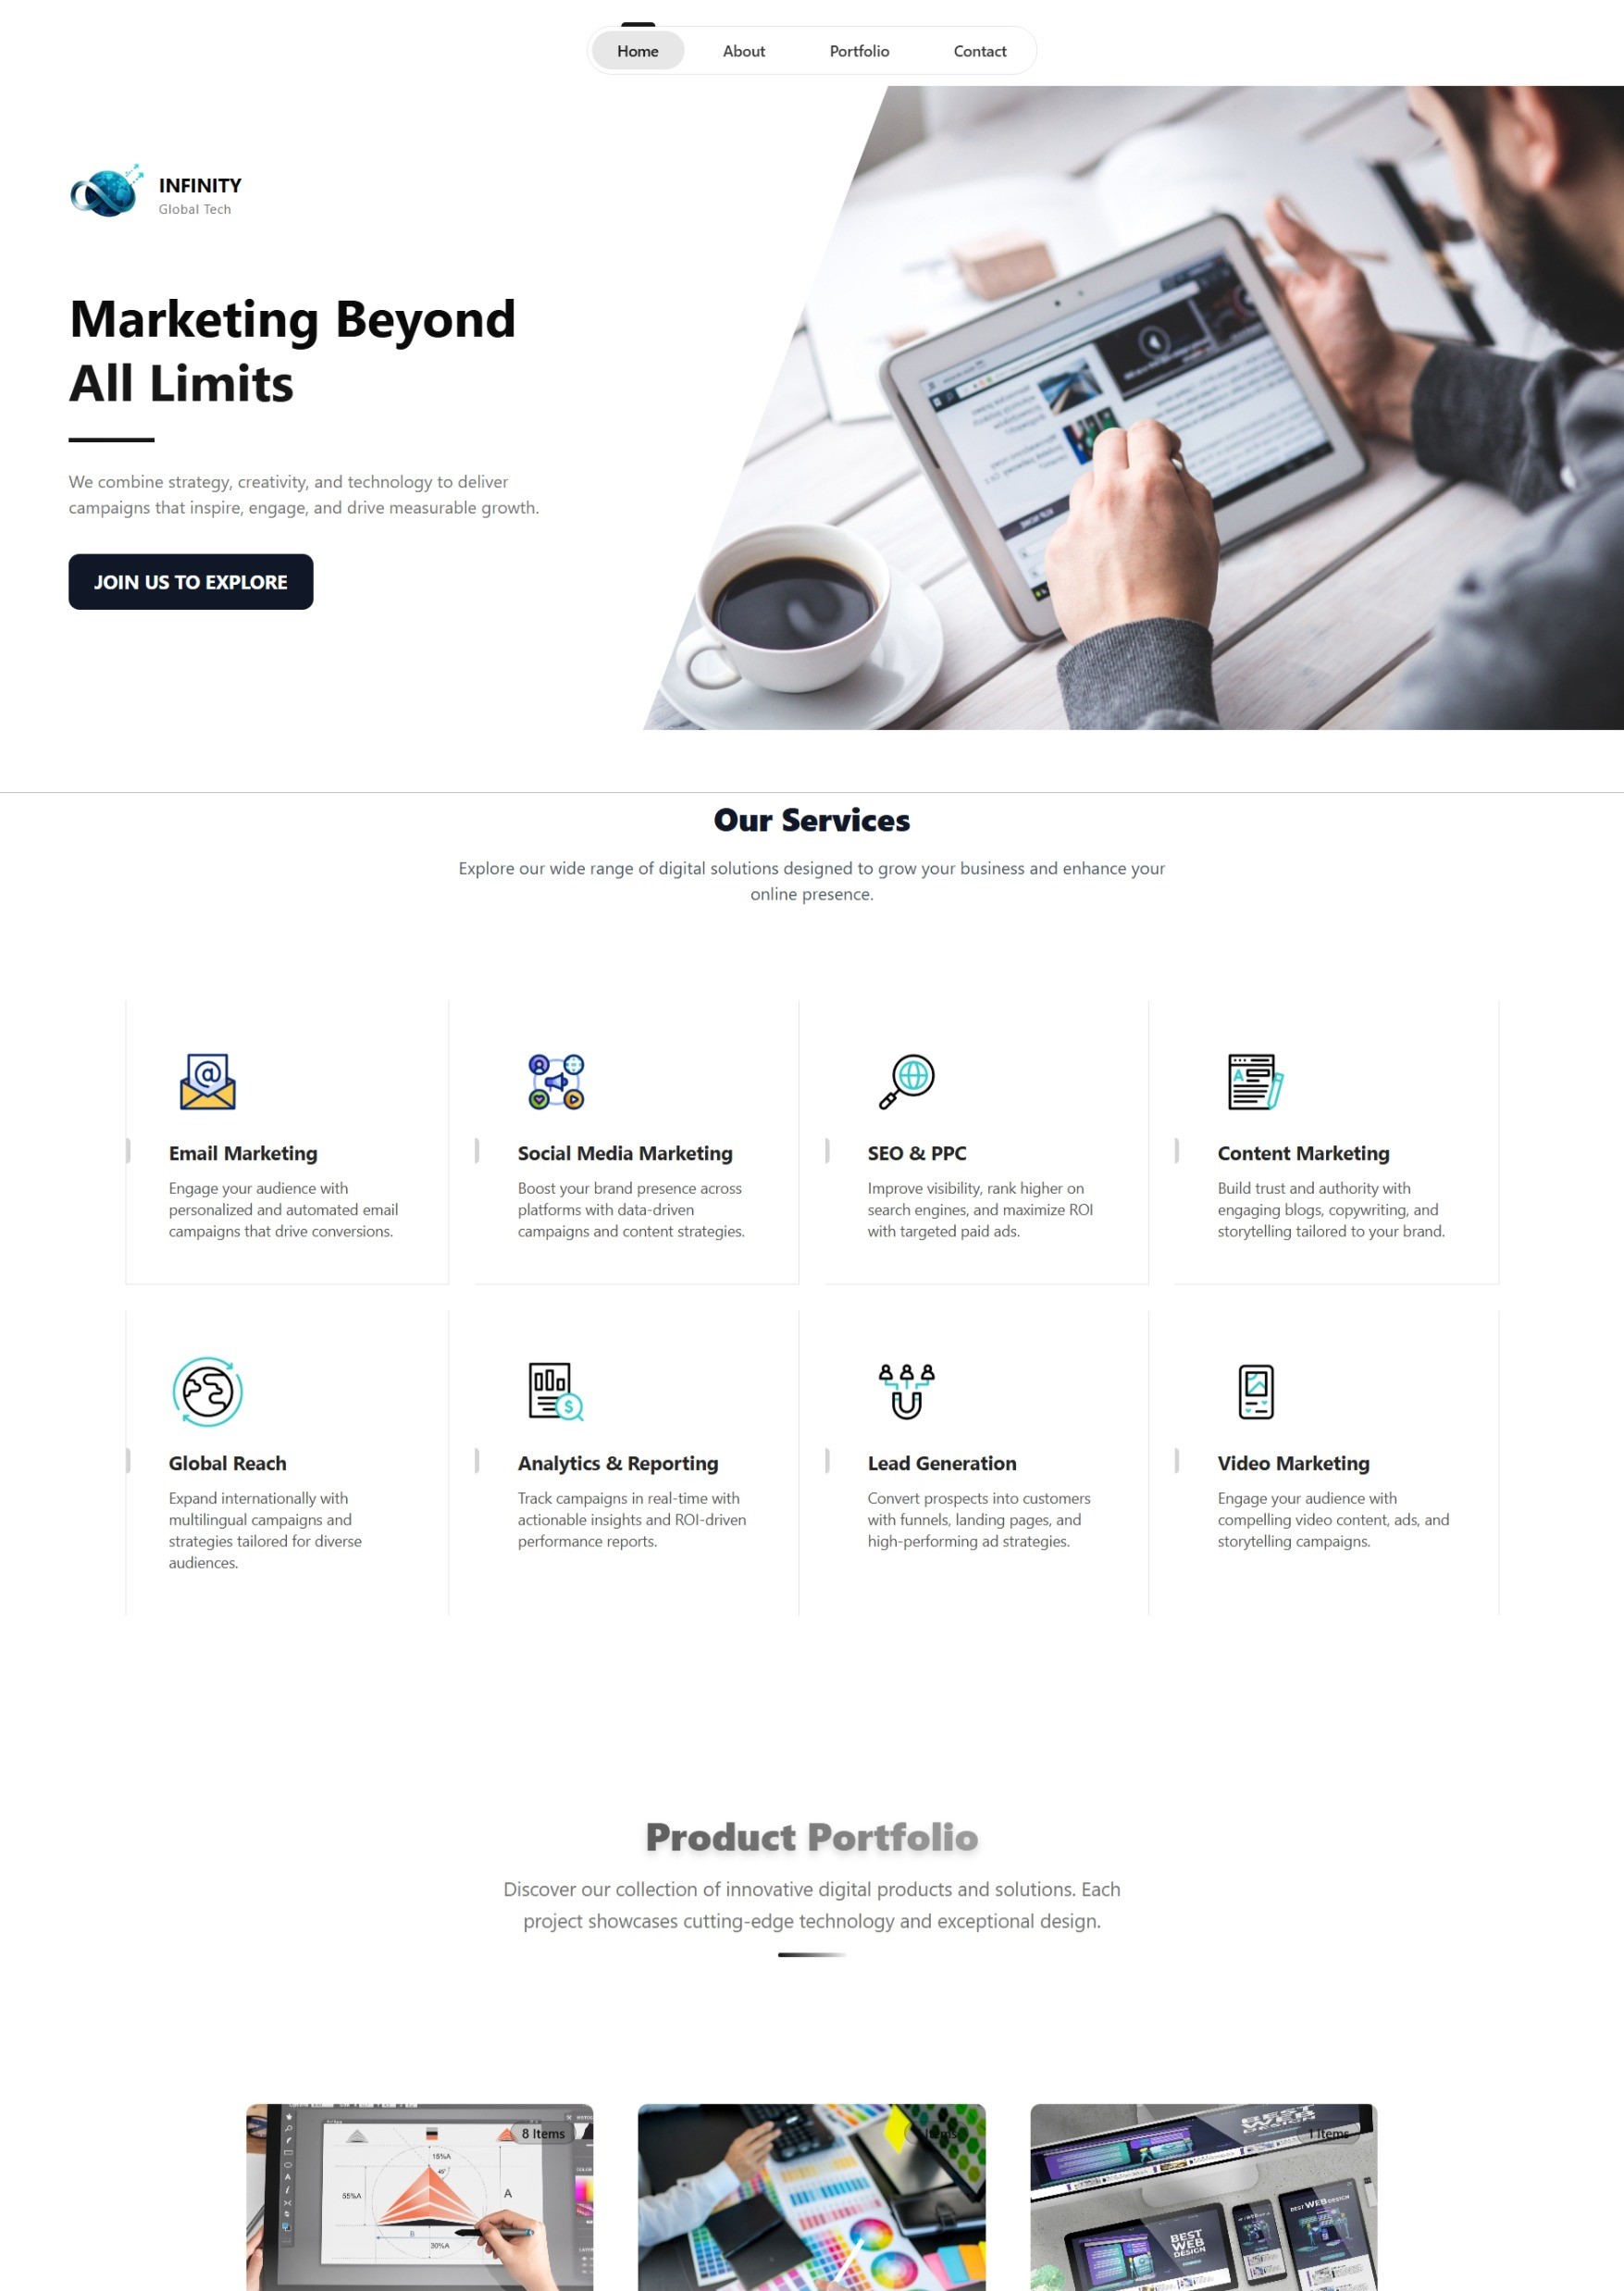 Home
About
Portfolio
Contact
INFINITY
Global Tech
Marketing Beyond
All Limits
We combine strategy, creativity, and technology to deliver
campaigns that inspire, engage, and drive measurable growth.
JOIN US TO EXPLORE
Our Services
Explore our wide range of digital solutions designed to grow your business and enhance your
online presence.
Email Marketing
Engage your audience with
personalized and automated email
campaigns that drive conversions.
Social Media Marketing
Boost your brand presence across
platforms with data-driven
campaigns and content strategies.
SEO & PPC
Improve visibility, rank higher on
search engines, and maximize ROI
with targeted paid ads.
Content Marketing
Build trust and authority with
engaging blogs, copywriting, and
storytelling tailored to your brand.
Global Reach
Expand internationally with
multilingual campaigns and
strategies tailored for diverse
audiences.
Analytics & Reporting
Track campaigns in real-time with
actionable insights and ROI-driven
performance reports.
Lead Generation
Convert prospects into customers
with funnels, landing pages, and
high-performing ad strategies.
Video Marketing
Engage your audience with
compelling video content, ads, and
storytelling campaigns.
Product Portfolio
Discover our collection of innovative digital products and solutions. Each
project showcases cutting-edge technology and exceptional design.
8 Items
15%A
45°
55%A
A
B
30%A
Items
1 Items
BEST
WEB
DESIGN
BEST WEB DESIGN